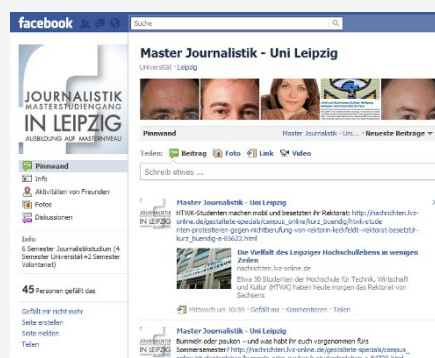 facebook
Suche
Master Journalistik - Uni Leipzig
Universität · Leipzig
JOURNALISTIK
MASTERSTUDIENGANG
IN LEIPZIG
AUSBILDUNG AUF MASTERNIVEAU
Pinnwand
Info
Aktivitäten von Freunden
Fotos
Diskussionen
Info
6 Semester Journalistikstudium (4
Semester Universität+2 Semester
Volontariat)
45 Personen gefällt das
Gefällt mir nicht mehr
Seite erstellen
Seite melden
Teilen
Pinnwand
Master Journalistik - Uni... · Neueste Beiträge
Teilen: Beitrag Foto Link Video
Schreib etwas ...
Master Journalistik - Uni Leipzig
HTWK-Studenten machen mobil und besetzten ihr Rektorat: http://nachrichten.lvz-
online.de/gestaltete-specials/campus_online/kurz_buendig/htwk-stude
nten-protestieren-gegen-nichtberufung-von-rektorin-lieckfeldt--rektorat-besetzt/r-
kurz_buendig-a-85622.html
Die Vielfalt des Leipziger Hochschullebens in wenigen
Zeilen
nachrichten.lvz-online.de
Etwa 30 Studenten der Hochschule für Technik, Wirtschaft
und Kultur (HTWK) haben heute morgen das Rektorat von
Sachsens
Mittwoch um 10:59 · Gefällt mir · Kommentieren · Teilen
Master Journalistik - Uni Leipzig
Bummeln oder pauken – und was habt ihr euch vorgenommen fürs
Sommersemester? http://nachrichten.lvz-online.de/gestaltete-specials/campus_